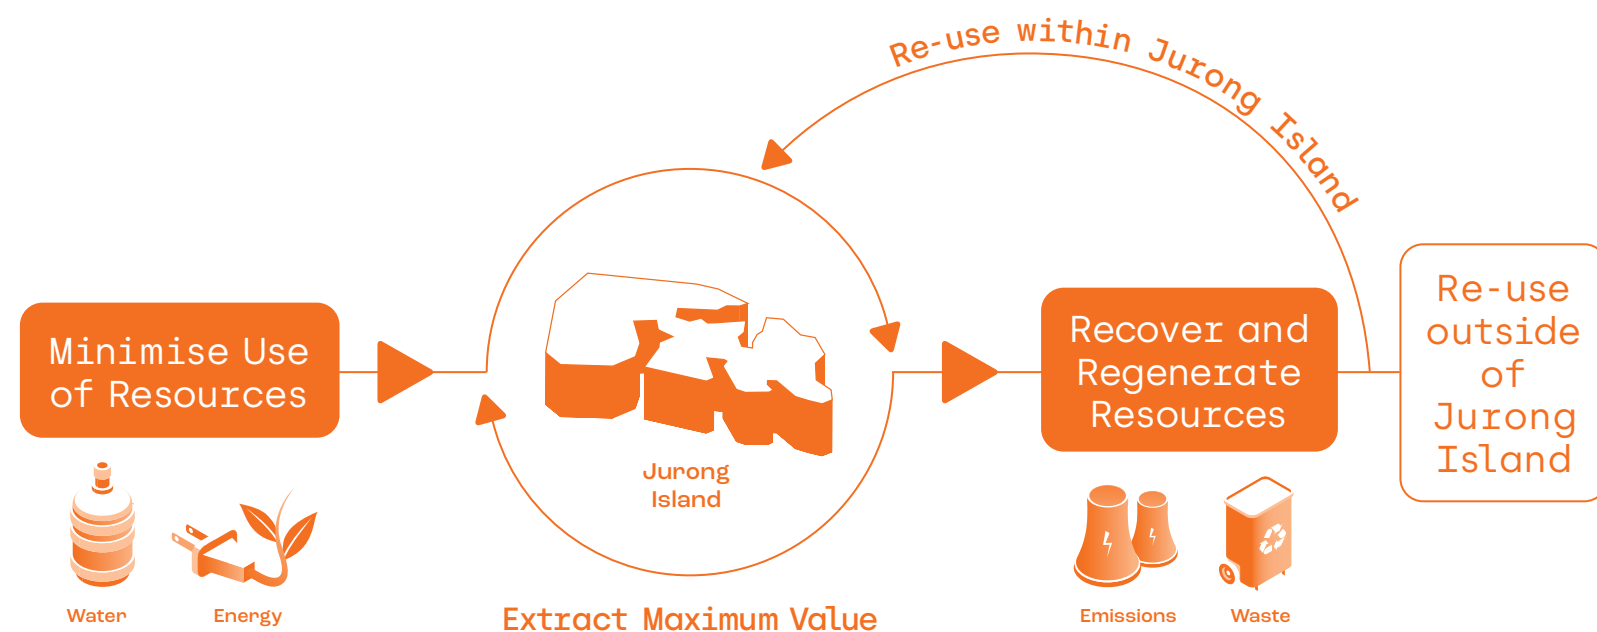 Re-use within Jurong Island
Minimise Use
of Resources
Water
Energy
Jurong
Island
Extract Maximum Value
Recover and
Regenerate
Resources
Emissions
Waste
Re-use
outside
of
Jurong
Island